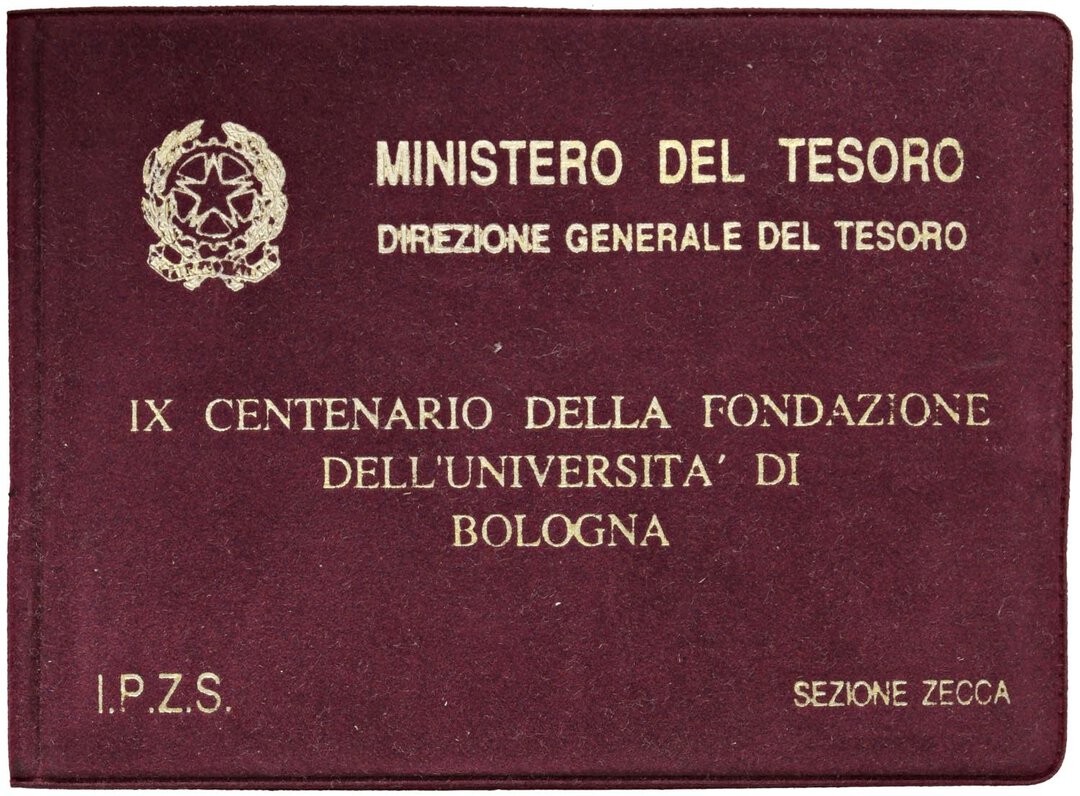 MINISTERO DEL TESORO
DIREZIONE GENERALE DEL TESORO
IX CENTENARIO DELLA FONDAZIONE
DELL'UNIVERSITA' DI
BOLOGNA
I.P.Z.S.
SEZIONE ZECCA